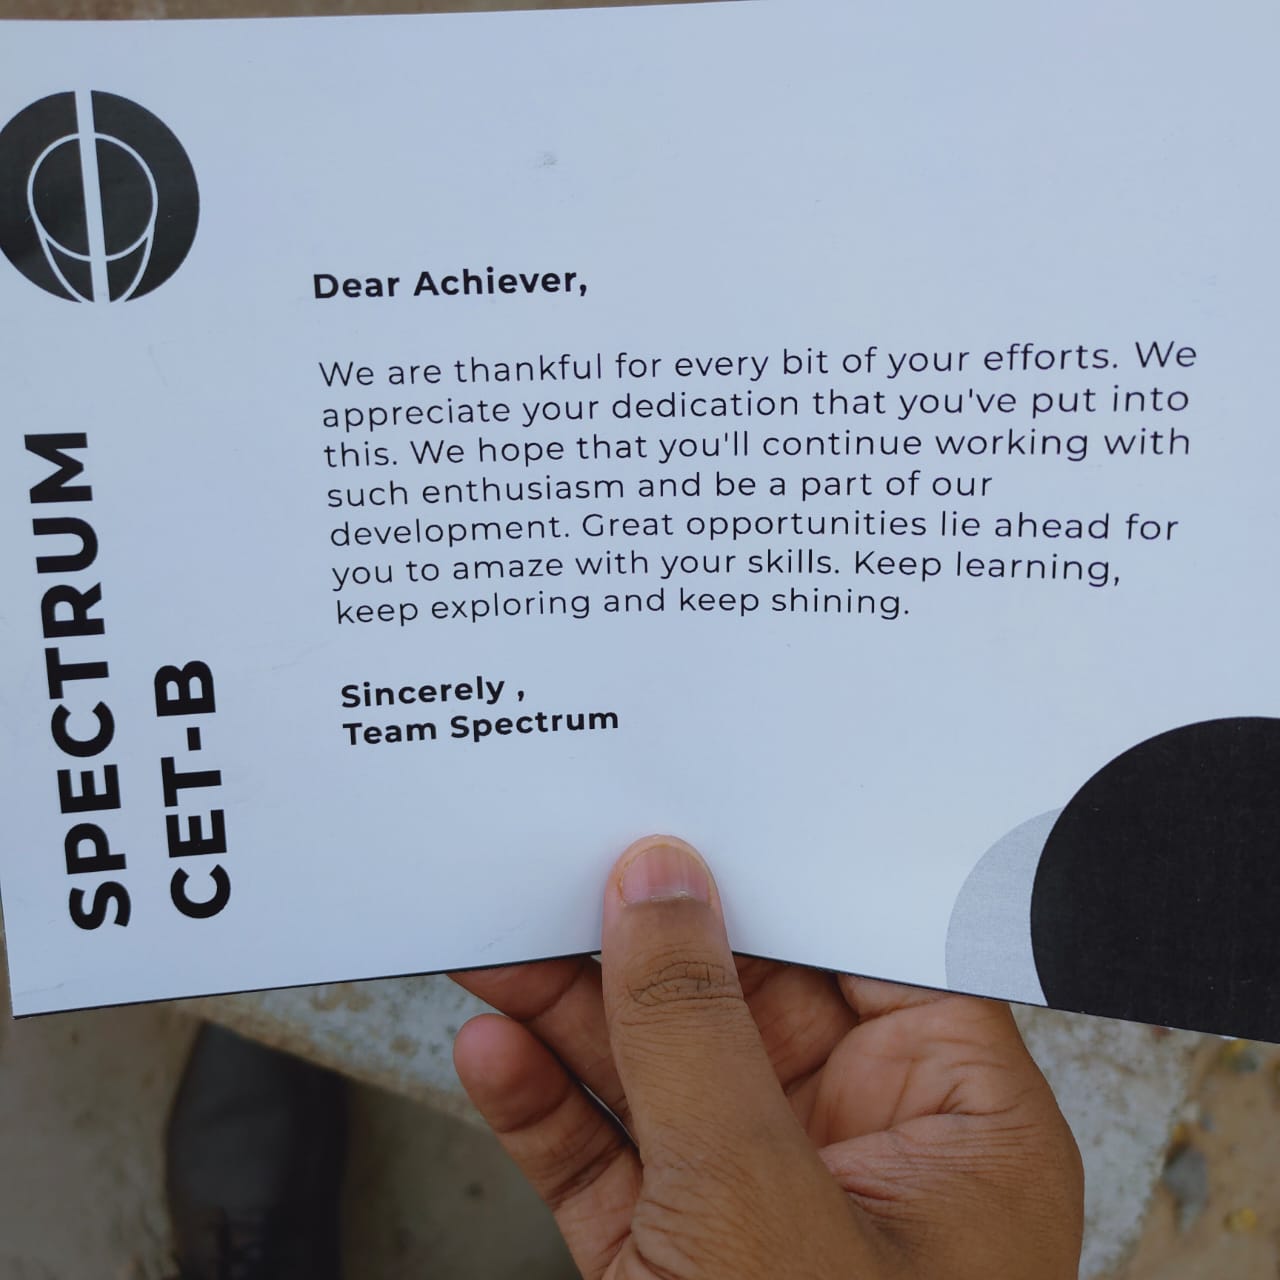 SPECTRUM
CET-B
Dear Achiever,
We are thankful for every bit of your efforts. We
appreciate your dedication that you've put into
this. We hope that you'll continue working with
such enthusiasm and be a part of our
development. Great opportunities lie ahead for
you to amaze with your skills. Keep learning,
keep exploring and keep shining.
Sincerely ,
Team Spectrum